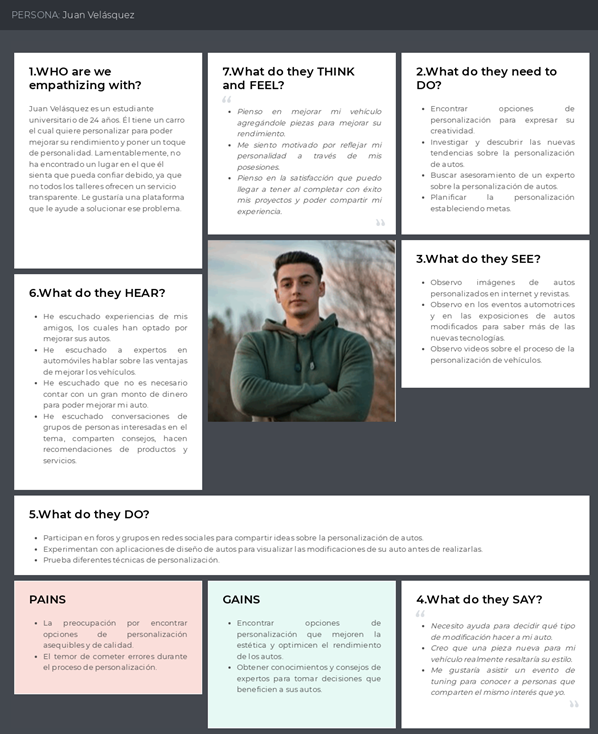 PERSONA: Juan Velásquez
1.WHO are we
empathizing with?
Juan Velásquez es un estudiante
universitario de 24 años. Él tiene un carro
el cual quiere personalizar para poder
mejorar su rendimiento y poner un toque
de personalidad. Lamentablemente, no
ha encontrado un lugar en el que él
sienta que pueda confiar debido, ya que
no todos los talleres ofrecen un servicio
transparente. Le gustaría una plataforma
que le ayude a solucionar ese problema.
7.What do they THINK
and FEEL?
“
• Pienso en mejorar mi vehículo
agregándole piezas para mejorar su
rendimiento.
• Me siento motivado por reflejar mi
personalidad a través de mis
posesiones.
• Pienso en la satisfacción que puedo
llegar a tener al completar con éxito
mis proyectos y poder compartir mi
experiencia.
”
2.What do they need to
DO?
• Encontrar opciones de
personalización para expresar su
creatividad.
• Investigar y descubrir las nuevas
tendencias sobre la personalización
de autos.
• Buscar asesoramiento de un experto
sobre la personalización de autos.
• Planificar la personalización
estableciendo metas.
3.What do they SEE?
• Observo imágenes de autos
personalizados en internet y revistas.
• Observo en los eventos automotrices
y en las exposiciones de autos
modificados para saber más de las
nuevas tecnologías.
• Observo videos sobre el proceso de la
personalización de vehículos.
6.What do they HEAR?
• He escuchado experiencias de mis
amigos, los cuales han optado por
mejorar sus autos.
• He escuchado a expertos en
automóviles hablar sobre las ventajas
de mejorar los vehículos.
• He escuchado que no es necesario
contar con un gran monto de dinero
para poder mejorar mi auto.
• He escuchado conversaciones de
grupos de personas interesadas en el
tema, comparten consejos, hacen
recomendaciones de productos y
servicios.
5.What do they DO?
• Participan en foros y grupos en redes sociales para compartir ideas sobre la personalización de autos.
• Experimentan con aplicaciones de diseño de autos para visualizar las modificaciones de su auto antes de realizarlas.
• Prueba diferentes técnicas de personalización.
PAINS
• La preocupación por encontrar
opciones de personalización
asequibles y de calidad.
• El temor de cometer errores durante
el proceso de personalización.
GAINS
• Encontrar opciones de
personalización que mejoren la
estética y optimicen el rendimiento
de los autos.
• Obtener conocimientos y consejos de
expertos para tomar decisiones que
beneficien a sus autos.
4.What do they SAY?
“
• Necesito ayuda para decidir qué tipo
de modificación hacer a mi auto.
• Creo que una pieza nueva para mi
vehículo realmente resaltaría su estilo.
• Me gustaría asistir un evento de
tuning para conocer a personas que
comparten el mismo interés que yo.
”